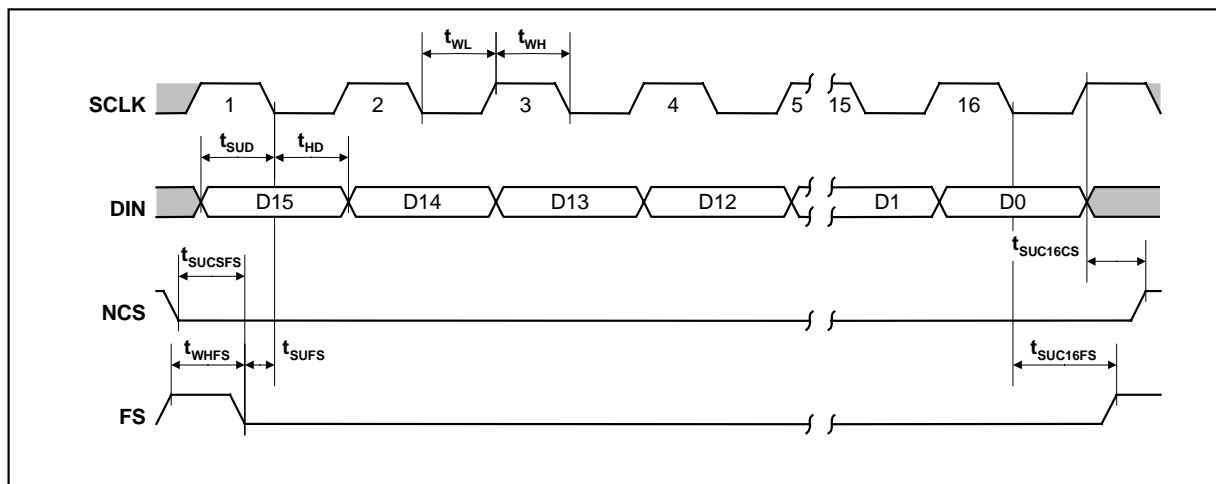 tWL tWH
SCLK 1 2 3 4 5 15 16
tSUD tHD
DIN D15 D14 D13 D12 D1 D0
tSUCSFS tSUC16CS
NCS
tWHFS tSUFS tSUC16FS
FS